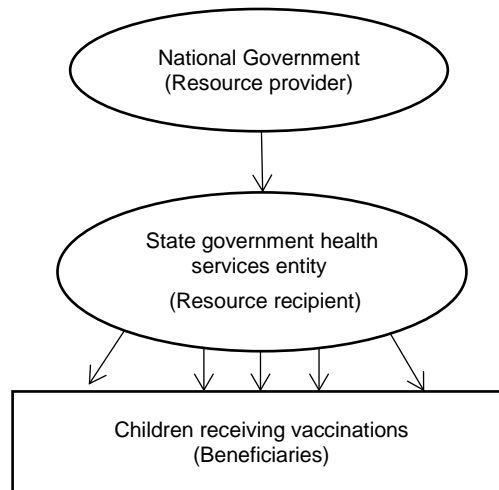 National Government
(Resource provider)
State government health
services entity
(Resource recipient)
Children receiving vaccinations
(Beneficiaries)